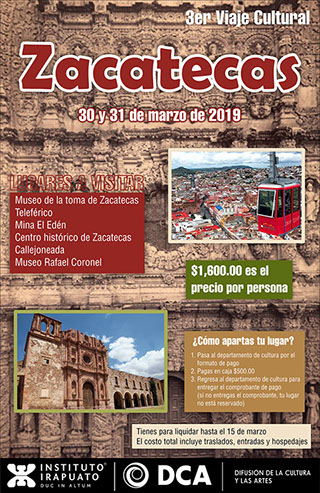 3er Viaje Cultural
Zacatecas
30 y 31 de marzo de 2019
LUGARES A VISITAR
Museo de la toma de Zacatecas
Teleférico
Mina El Edén
Centro histórico de Zacatecas
Callejoneada
Museo Rafael Coronel
$1,600.00 es el
precio por persona
¿Cómo apartas tu lugar?
1. Pasa al departamento de cultura por el
formato de pago
2. Pagas en caja $500.00
3. Regresa al departamento de cultura para
entregar el comprobante de pago
(si no entregas el comprobante, tu lugar
no está reservado)
Tienes para liquidar hasta el 15 de marzo
El costo total incluye traslados, entradas y hospedajes
INSTITUTO
IRAPUATO
DUC IN ALTUM
DCA
DIFUSIÓN DE LA CULTURA
Y LAS ARTES